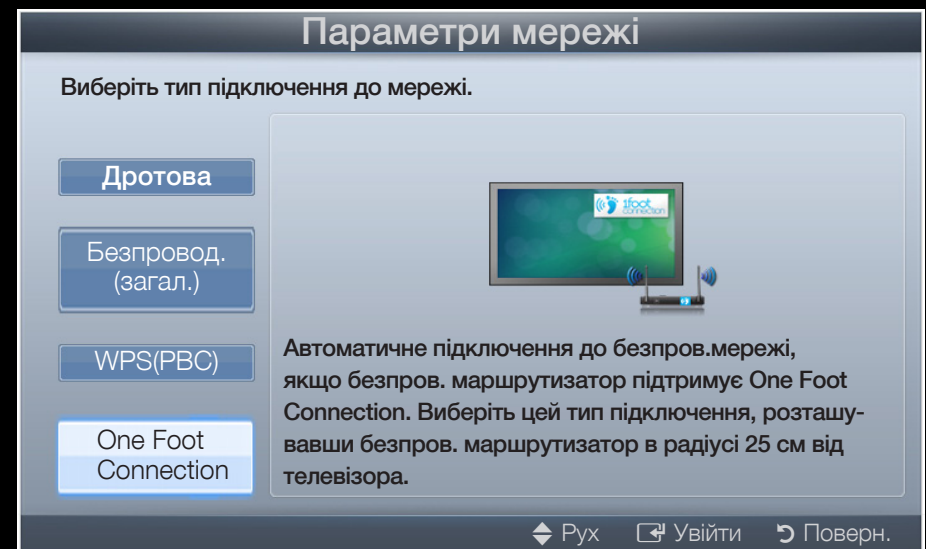 Параметри мережі
Виберіть тип підключення до мережі.
Дротова
Безпровод.
(загал.)
WPS(PBC)
One Foot
Connection
1foot
connection
Автоматичне підключення до безпров.мережі,
якщо безпров. маршрутизатор підтримує One Foot
Connection. Виберіть цей тип підключення, розташу-
вавши безпров. маршрутизатор в радіусі 25 см від
телевізора.
Рух Увійти Поверн.